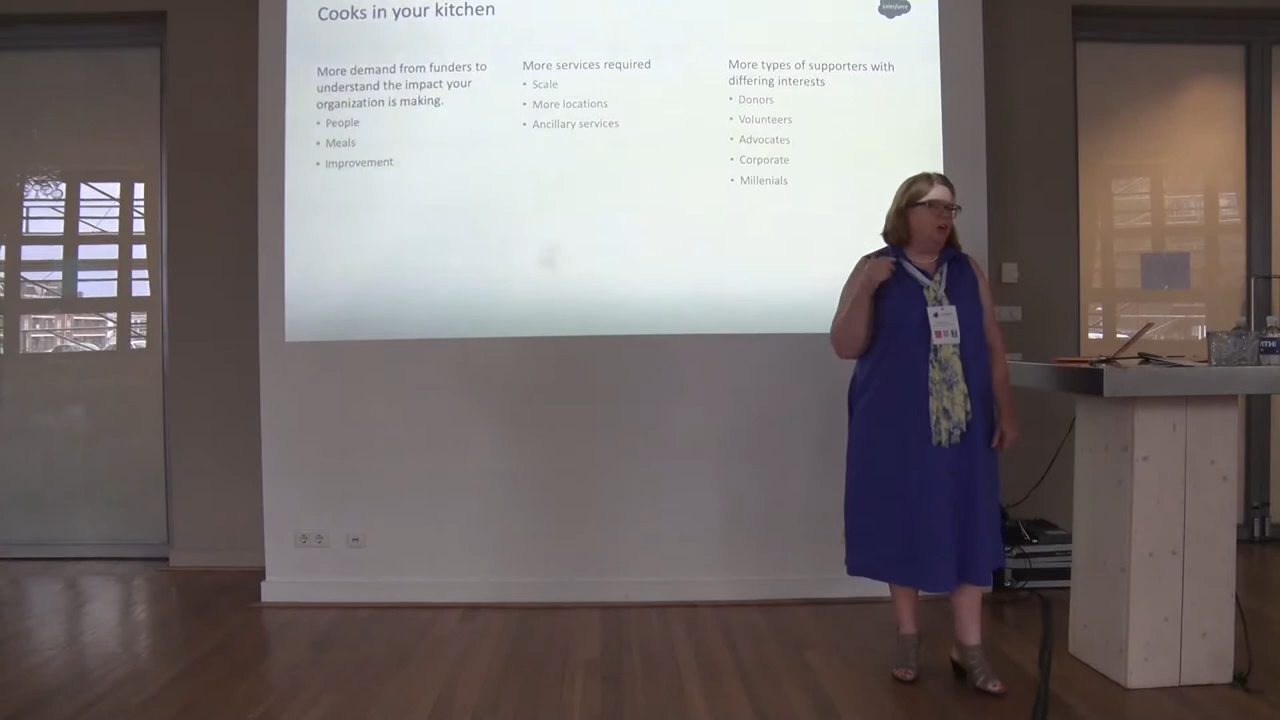 Cooks in your kitchen
salesforce
More demand from funders to
understand the impact your
organization is making.
• People
• Meals
• Improvement
More services required
• Scale
• More locations
• Ancillary services
More types of supporters with
differing interests
• Donors
• Volunteers
• Advocates
• Corporate
• Millenials